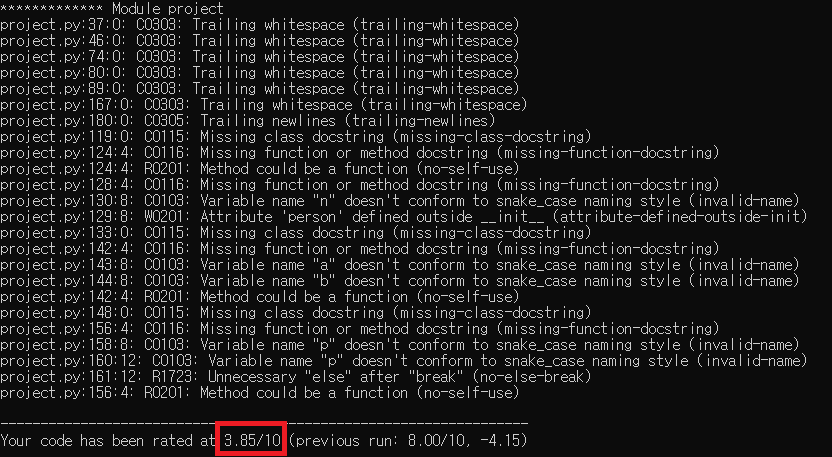 ************* Module project
project.py:37:0: C0303: Trailing whitespace (trailing-whitespace)
project.py:46:0: C0303: Trailing whitespace (trailing-whitespace)
project.py:74:0: C0303: Trailing whitespace (trailing-whitespace)
project.py:80:0: C0303: Trailing whitespace (trailing-whitespace)
project.py:89:0: C0303: Trailing whitespace (trailing-whitespace)
project.py:167:0: C0303: Trailing whitespace (trailing-whitespace)
project.py:180:0: C0305: Trailing newlines (trailing-newlines)
project.py:119:0: C0115: Missing class docstring (missing-class-docstring)
project.py:124:4: C0116: Missing function or method docstring (missing-function-docstring)
project.py:124:4: R0201: Method could be a function (no-self-use)
project.py:128:4: C0116: Missing function or method docstring (missing-function-docstring)
project.py:130:8: C0103: Variable name "n" doesn't conform to snake_case naming style (invalid-name)
project.py:129:8: W0201: Attribute 'person' defined outside __init__ (attribute-defined-outside-init)
project.py:133:0: C0115: Missing class docstring (missing-class-docstring)
project.py:142:4: C0116: Missing function or method docstring (missing-function-docstring)
project.py:143:8: C0103: Variable name "a" doesn't conform to snake_case naming style (invalid-name)
project.py:144:8: C0103: Variable name "b" doesn't conform to snake_case naming style (invalid-name)
project.py:142:4: R0201: Method could be a function (no-self-use)
project.py:148:0: C0115: Missing class docstring (missing-class-docstring)
project.py:156:4: C0116: Missing function or method docstring (missing-function-docstring)
project.py:158:8: C0103: Variable name "p" doesn't conform to snake_case naming style (invalid-name)
project.py:160:12: C0103: Variable name "p" doesn't conform to snake_case naming style (invalid-name)
project.py:161:12: R1723: Unnecessary "else" after "break" (no-else-break)
project.py:156:4: R0201: Method could be a function (no-self-use)
------------------------------------------------------------------
Your code has been rated at 3.85/10 (previous run: 8.00/10, -4.15)